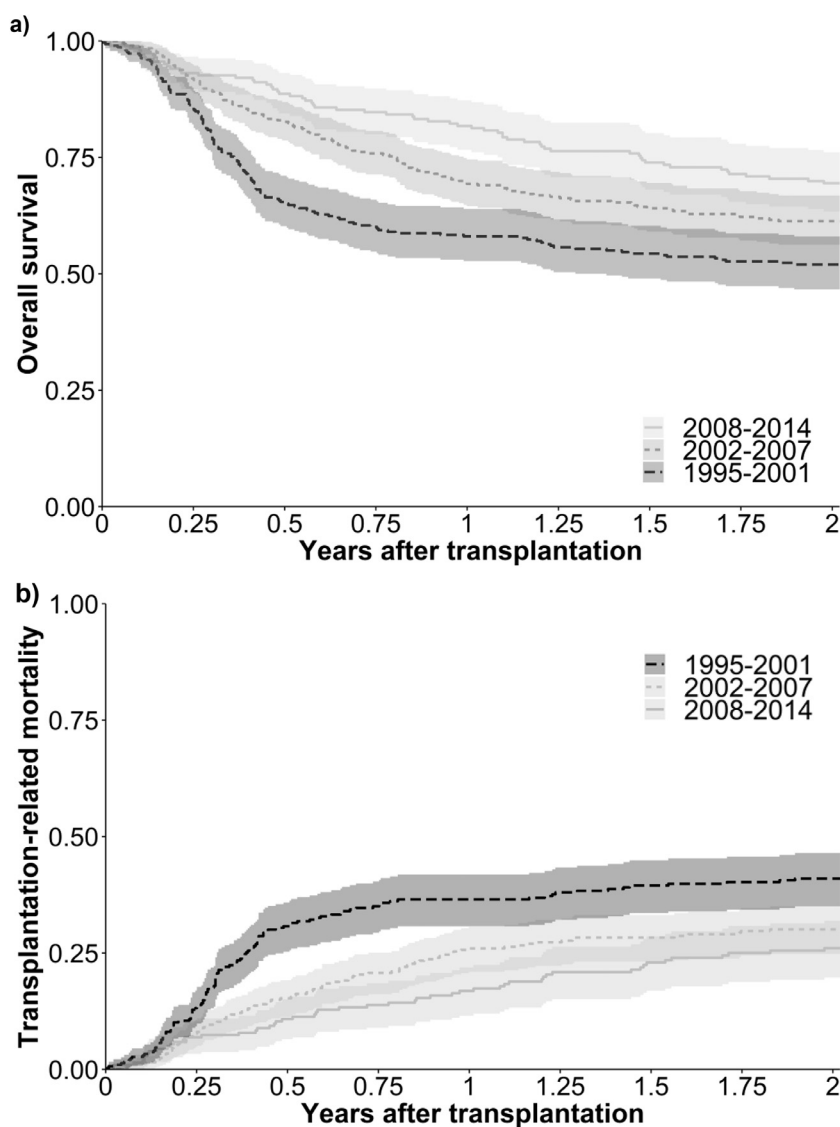 a)
Overall survival
1.00
0.75
0.50
0.25
0.00
2008-2014
2002-2007
1995-2001
0 0.25 0.5 0.75 1 1.25 1.5 1.75 2
Years after transplantation
b)
Transplantation-related mortality
1.00
0.75
0.50
0.25
0.00
1995-2001
2002-2007
2008-2014
0 0.25 0.5 0.75 1 1.25 1.5 1.75 2
Years after transplantation